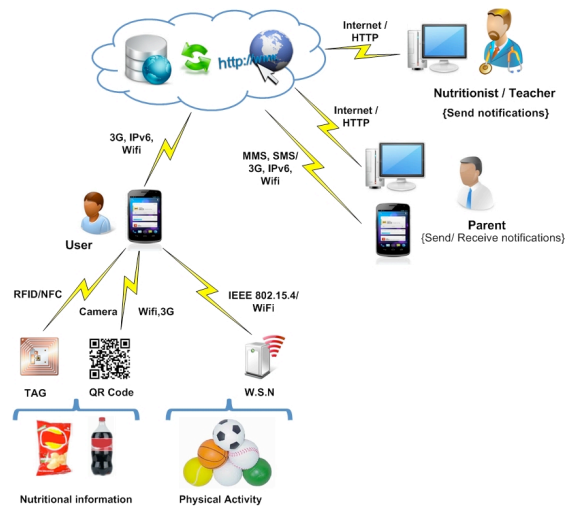 Internet /
HTTP
http://www
Nutritionist / Teacher
{Send notifications}
Internet /
HTTP
3G, IPv6,
Wifi
MMS, SMS/
3G, IPv6,
Wifi
User
Parent
{Send/ Receive notifications}
RFID/NFC
Camera
Wifi,3G
IEEE 802.15.4/
WiFi
TAG
QR Code
W.S.N
Nutritional information
Physical Activity